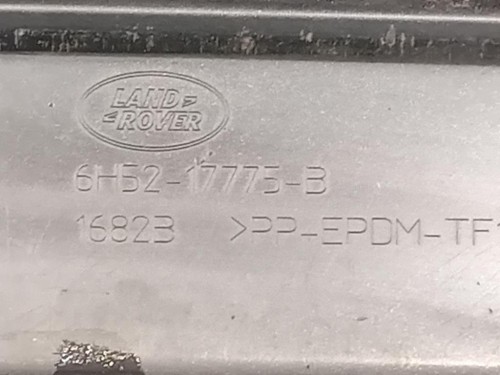 LAND
ROVER
6H52-17775-B
16823 >PP-EPDM-TF